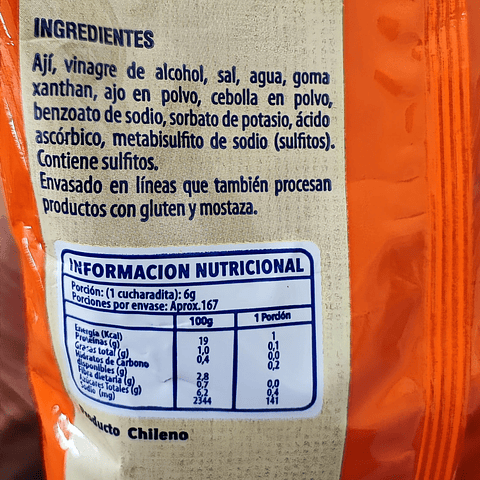 INGREDIENTES
Ají, vinagre de alcohol, sal, agua, goma
xanthan, ajo en polvo, cebolla en polvo,
benzoato de sodio, sorbato de potasio, ácido
ascórbico, metabisulfito de sodio (sulfitos).
Contiene sulfitos.
Envasado en líneas que también procesan
productos con gluten y mostaza.
INFORMACION NUTRICIONAL
Porción: (1 cucharadita): 6g
Porciones por envase: Aprox.167
100g 1 Porción
Energía (Kcal) 19 1
Proteínas (g) 1,0 0,1
Grasas total (g) 0,4 0,0
Hidratos de Carbono
disponibles (g) 2,8 0,2
Fibra dietaria (g) 0,7 0,0
Azúcares Totales (g) 6,2 0,4
Sodio (mg) 2344 141
Producto Chileno